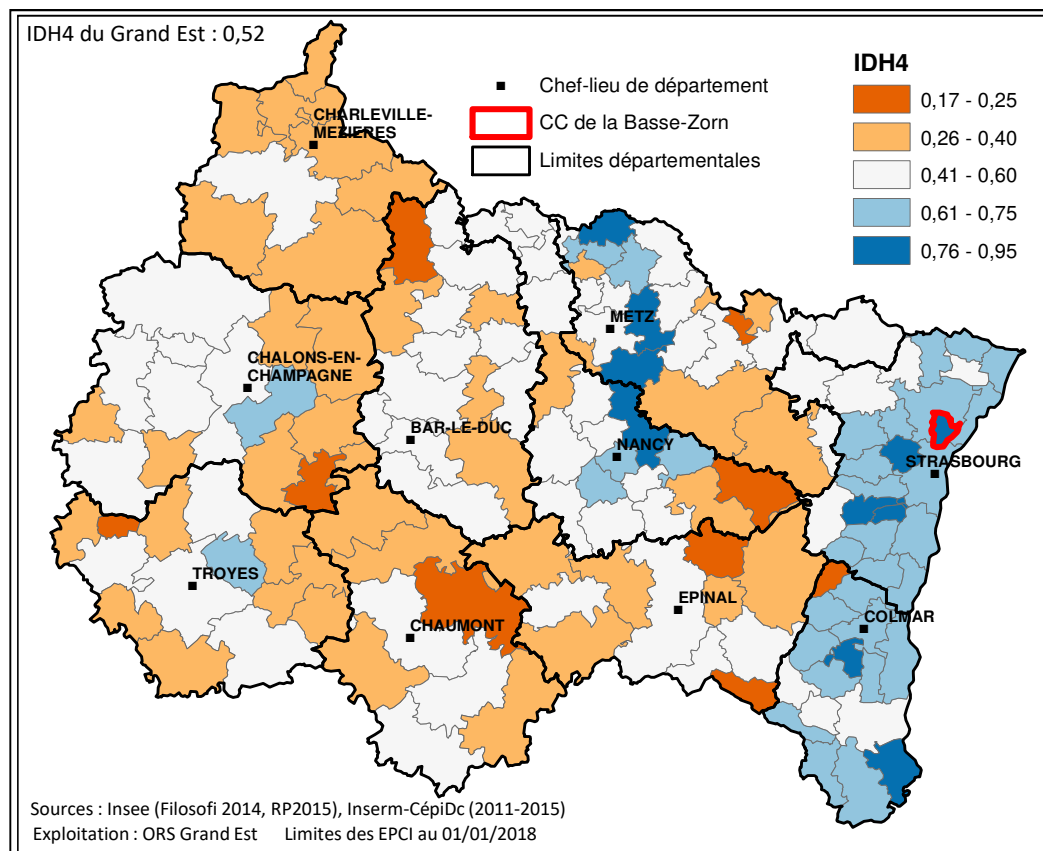 IDH4 du Grand Est : 0,52
IDH4
Chef-lieu de département
CC de la Basse-Zorn
Limites départementales
0,17 - 0,25
0,26 - 0,40
0,41 - 0,60
0,61 - 0,75
0,76 - 0,95
CHARLEVILLE-
MEZIERES
METZ
CHALONS-EN-
CHAMPAGNE
BAR-LE-DUC
NANCY
STRASBOURG
TROYES
CHAUMONT
EPINAL
COLMAR
Sources : Insee (Filosofi 2014, RP2015), Inserm-CépiDc (2011-2015)
Exploitation : ORS Grand Est Limites des EPCI au 01/01/2018